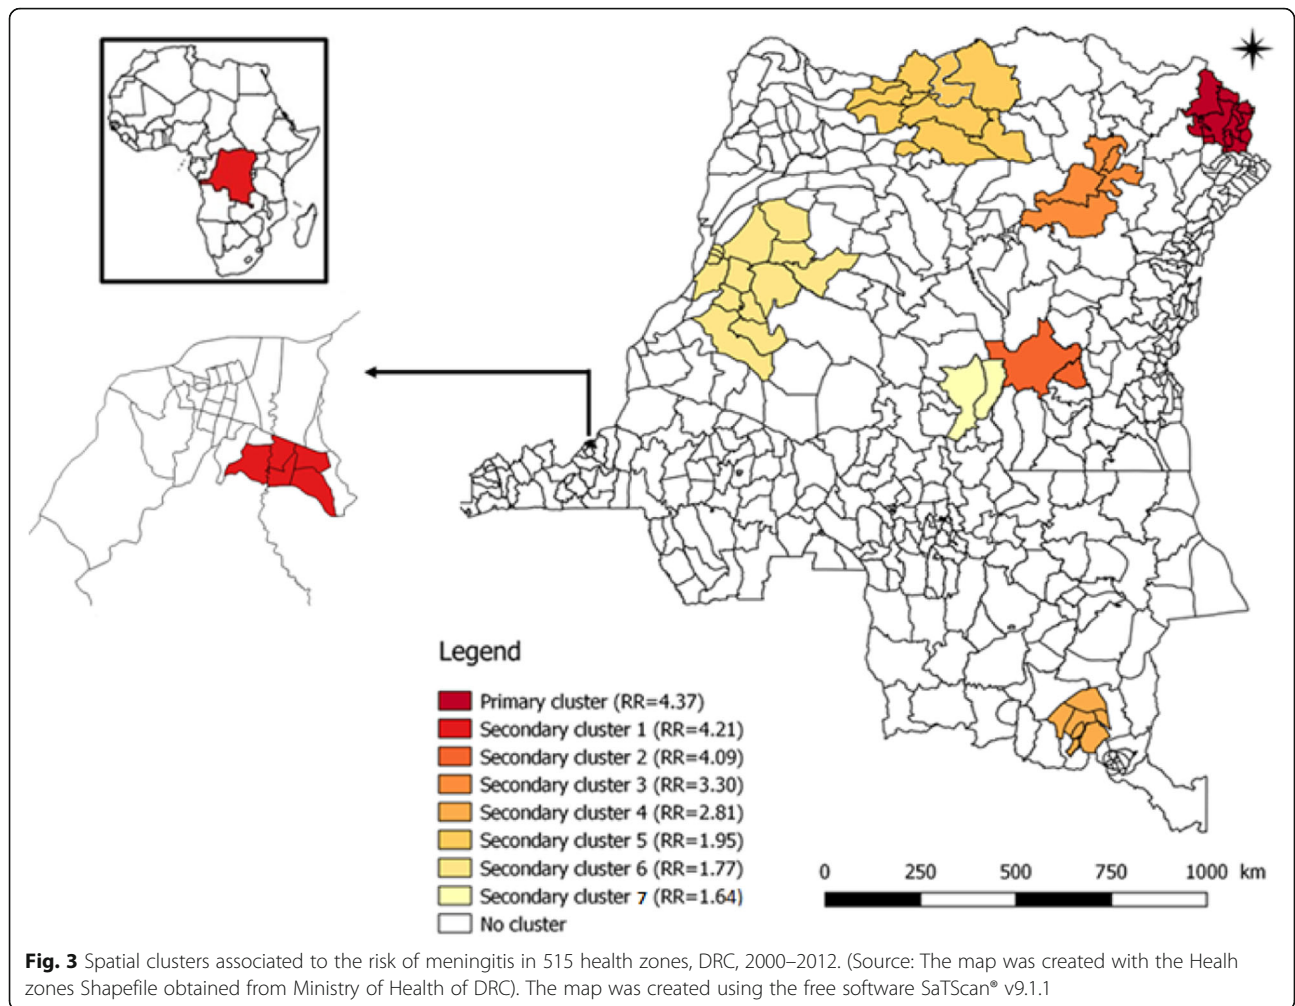 Legend
Primary cluster (RR=4.37)
Secondary cluster 1 (RR=4.21)
Secondary cluster 2 (RR=4.09)
Secondary cluster 3 (RR=3.30)
Secondary cluster 4 (RR=2.81)
Secondary cluster 5 (RR=1.95)
Secondary cluster 6 (RR=1.77)
Secondary cluster 7 (RR=1.64)
No cluster
0 250 500 750 1000 km
Fig. 3 Spatial clusters associated to the risk of meningitis in 515 health zones, DRC, 2000–2012. (Source: The map was created with the Healh
zones Shapefile obtained from Ministry of Health of DRC). The map was created using the free software SaTScan® v9.1.1